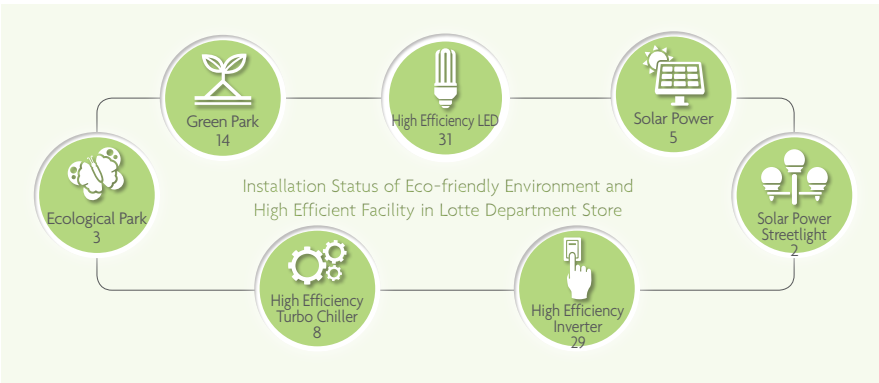 Green Park
14
High Efficiency LED
31
Solar Power
5
Ecological Park
3
Installation Status of Eco-friendly Environment and
High Efficient Facility in Lotte Department Store
Solar Power
Streetlight
2
High Efficiency
Turbo Chiller
8
High Efficiency
Inverter
29